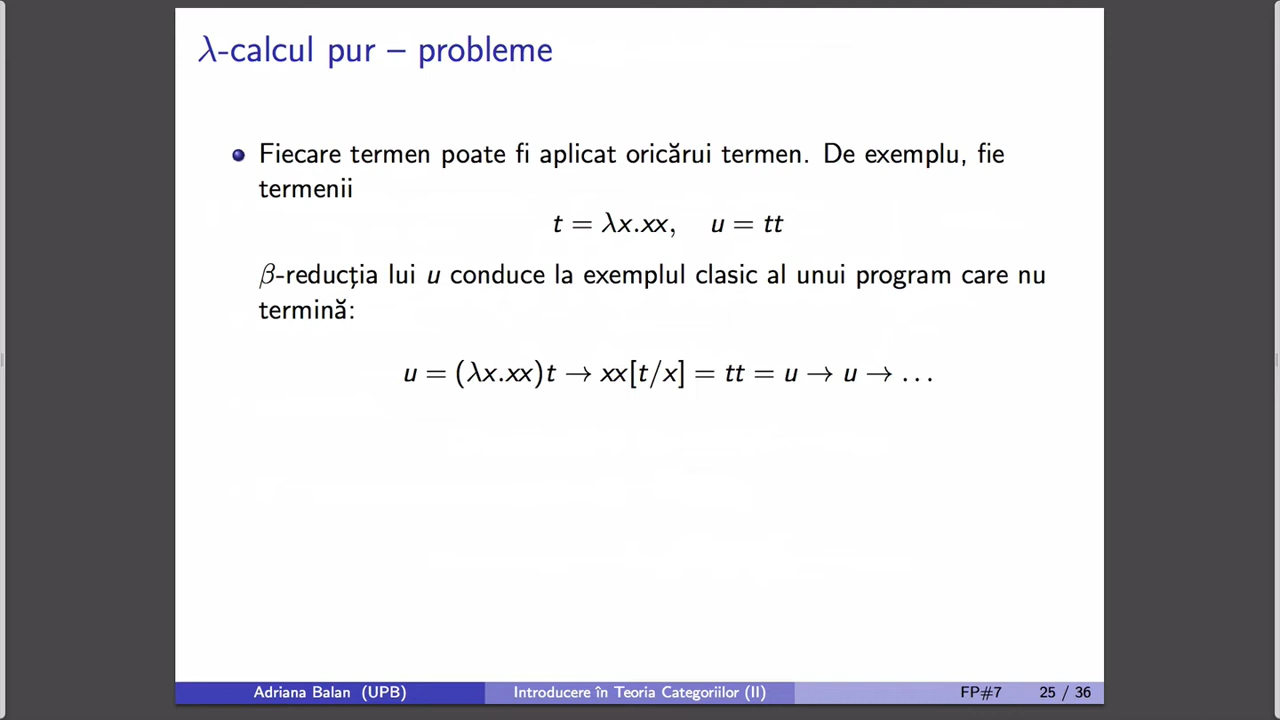 λ-calcul pur – probleme
Fiecare termen poate fi aplicat oricărui termen. De exemplu, fie
termenii
t = λx.xx, u = tt
β-reducția lui u conduce la exemplul clasic al unui program care nu
termină:
u = (λx.xx)t → xx[t/x] = tt = u → u → ...
Adriana Balan (UPB) Introducere în Teoria Categoriilor (II) FP#7 25 / 36